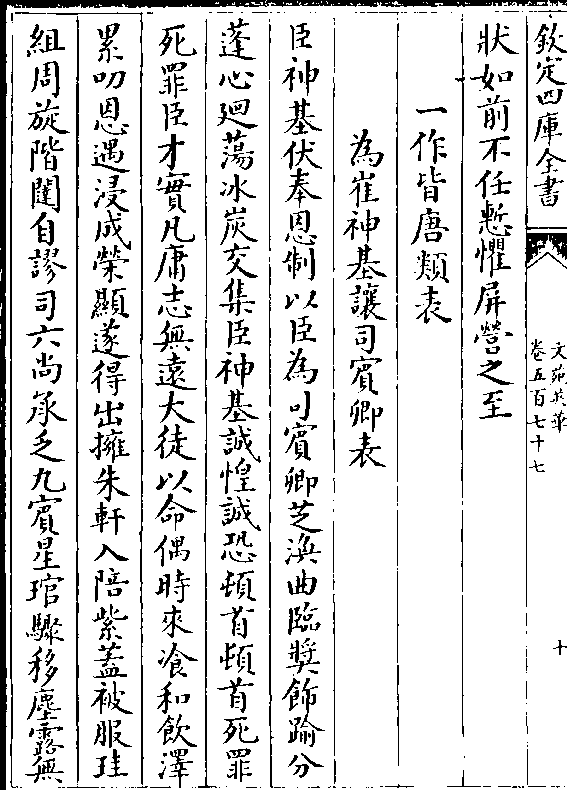 欽定四庫全書
文苑英華
卷五百七十七
十
狀如前不任慙懼屏營之至
一作皆唐類表
為崔神基讓司賓卿表
臣神基伏奉恩制以臣為司賓卿芝渙曲臨獎飾踰分
蓬心廻蕩冰炭交集臣神基誠惶誠恐頓首頓首死罪
死罪臣才實凡庸志無遠大徒以命偶時來飡和飲澤
累叨恩遇浸成榮顯遂得出擁朱軒入陪紫蓋被服珪
組周旋階闥自謬司六尚承乏九賓星琯驟移塵露無